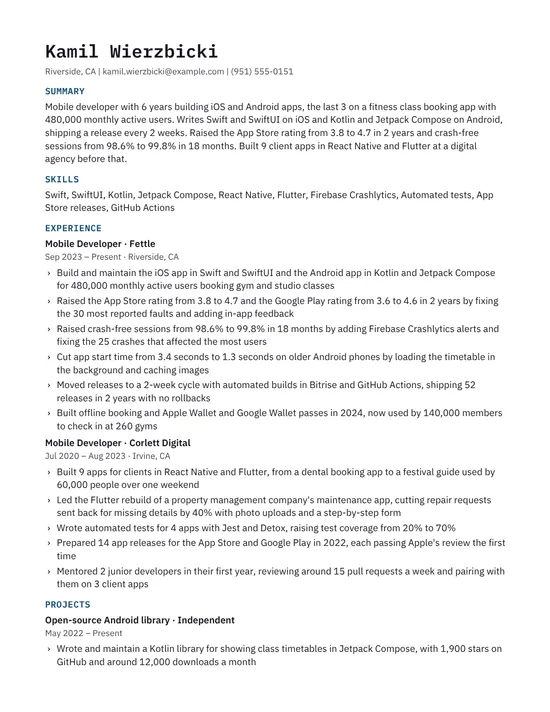 Kamil Wierzbicki
Riverside, CA | kamil.wierzbicki@example.com | (951) 555-0151
SUMMARY
Mobile developer with 6 years building iOS and Android apps, the last 3 on a fitness class booking app with
480,000 monthly active users. Writes Swift and SwiftUI on iOS and Kotlin and Jetpack Compose on Android,
shipping a release every 2 weeks. Raised the App Store rating from 3.8 to 4.7 in 2 years and crash-free
sessions from 98.6% to 99.8% in 18 months. Built 9 client apps in React Native and Flutter at a digital
agency before that.
SKILLS
Swift, SwiftUI, Kotlin, Jetpack Compose, React Native, Flutter, Firebase Crashlytics, Automated tests, App
Store releases, GitHub Actions
EXPERIENCE
Mobile Developer · Fettle
Sep 2023 – Present · Riverside, CA
› Build and maintain the iOS app in Swift and SwiftUI and the Android app in Kotlin and Jetpack Compose
for 480,000 monthly active users booking gym and studio classes
› Raised the App Store rating from 3.8 to 4.7 and the Google Play rating from 3.6 to 4.6 in 2 years by fixing
the 30 most reported faults and adding in-app feedback
› Raised crash-free sessions from 98.6% to 99.8% in 18 months by adding Firebase Crashlytics alerts and
fixing the 25 crashes that affected the most users
› Cut app start time from 3.4 seconds to 1.3 seconds on older Android phones by loading the timetable in
the background and caching images
› Moved releases to a 2-week cycle with automated builds in Bitrise and GitHub Actions, shipping 52
releases in 2 years with no rollbacks
› Built offline booking and Apple Wallet and Google Wallet passes in 2024, now used by 140,000 members
to check in at 260 gyms
Mobile Developer · Corlett Digital
Jul 2020 – Aug 2023 · Irvine, CA
› Built 9 apps for clients in React Native and Flutter, from a dental booking app to a festival guide used by
60,000 people over one weekend
› Led the Flutter rebuild of a property management company's maintenance app, cutting repair requests
sent back for missing details by 40% with photo uploads and a step-by-step form
› Wrote automated tests for 4 apps with Jest and Detox, raising test coverage from 20% to 70%
› Prepared 14 app releases for the App Store and Google Play in 2022, each passing Apple's review the first
time
› Mentored 2 junior developers in their first year, reviewing around 15 pull requests a week and pairing with
them on 3 client apps
PROJECTS
Open-source Android library · Independent
May 2022 – Present
› Wrote and maintain a Kotlin library for showing class timetables in Jetpack Compose, with 1,900 stars on
GitHub and around 12,000 downloads a month